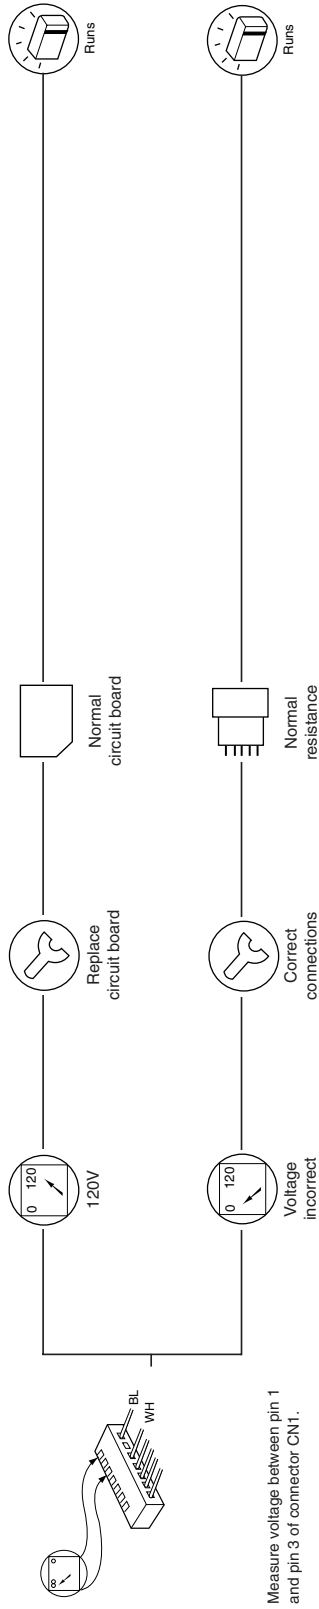 Measure voltage between pin 1
and pin 3 of connector CN1.
BL
WH
0 120
120V
Replace
circuit board
Normal
circuit board
Runs
0 120
Voltage
incorrect
Correct
connections
Normal
resistance
Runs